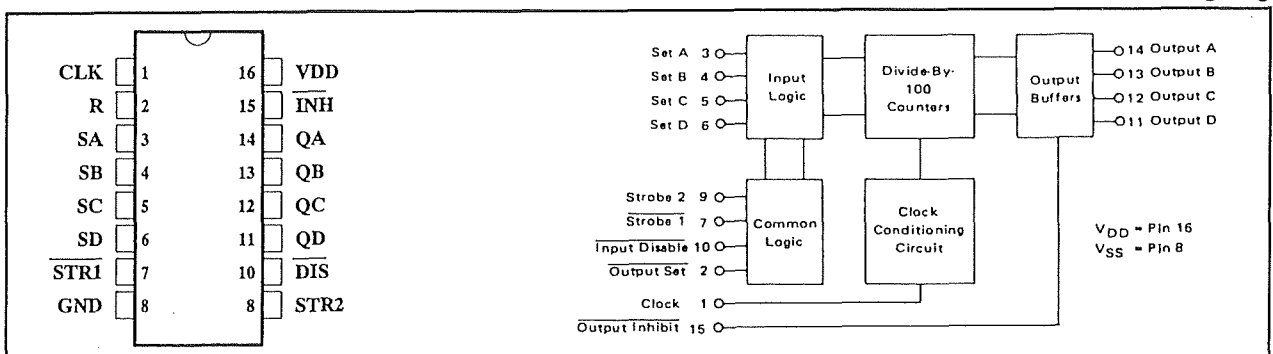 CLK 1 16 VDD
R 2 15 INH
SA 3 14 QA
SB 4 13 QB
SC 5 12 QC
SD 6 11 QD
STR1 7 10 DIS
GND 8 8 STR2
Set A 3
Set B 4
Set C 5
Set D 6
Input
Logic
Divide-By-
100
Counters
Output
Buffers
14 Output A
13 Output B
12 Output C
11 Output D
Strobe 2 9
Strobe 1 7
Input Disable 10
Output Set 2
Common
Logic
Clock
Conditioning
Circuit
VDD = Pin 16
VSS = Pin 8
Clock 1
Output Inhibit 15